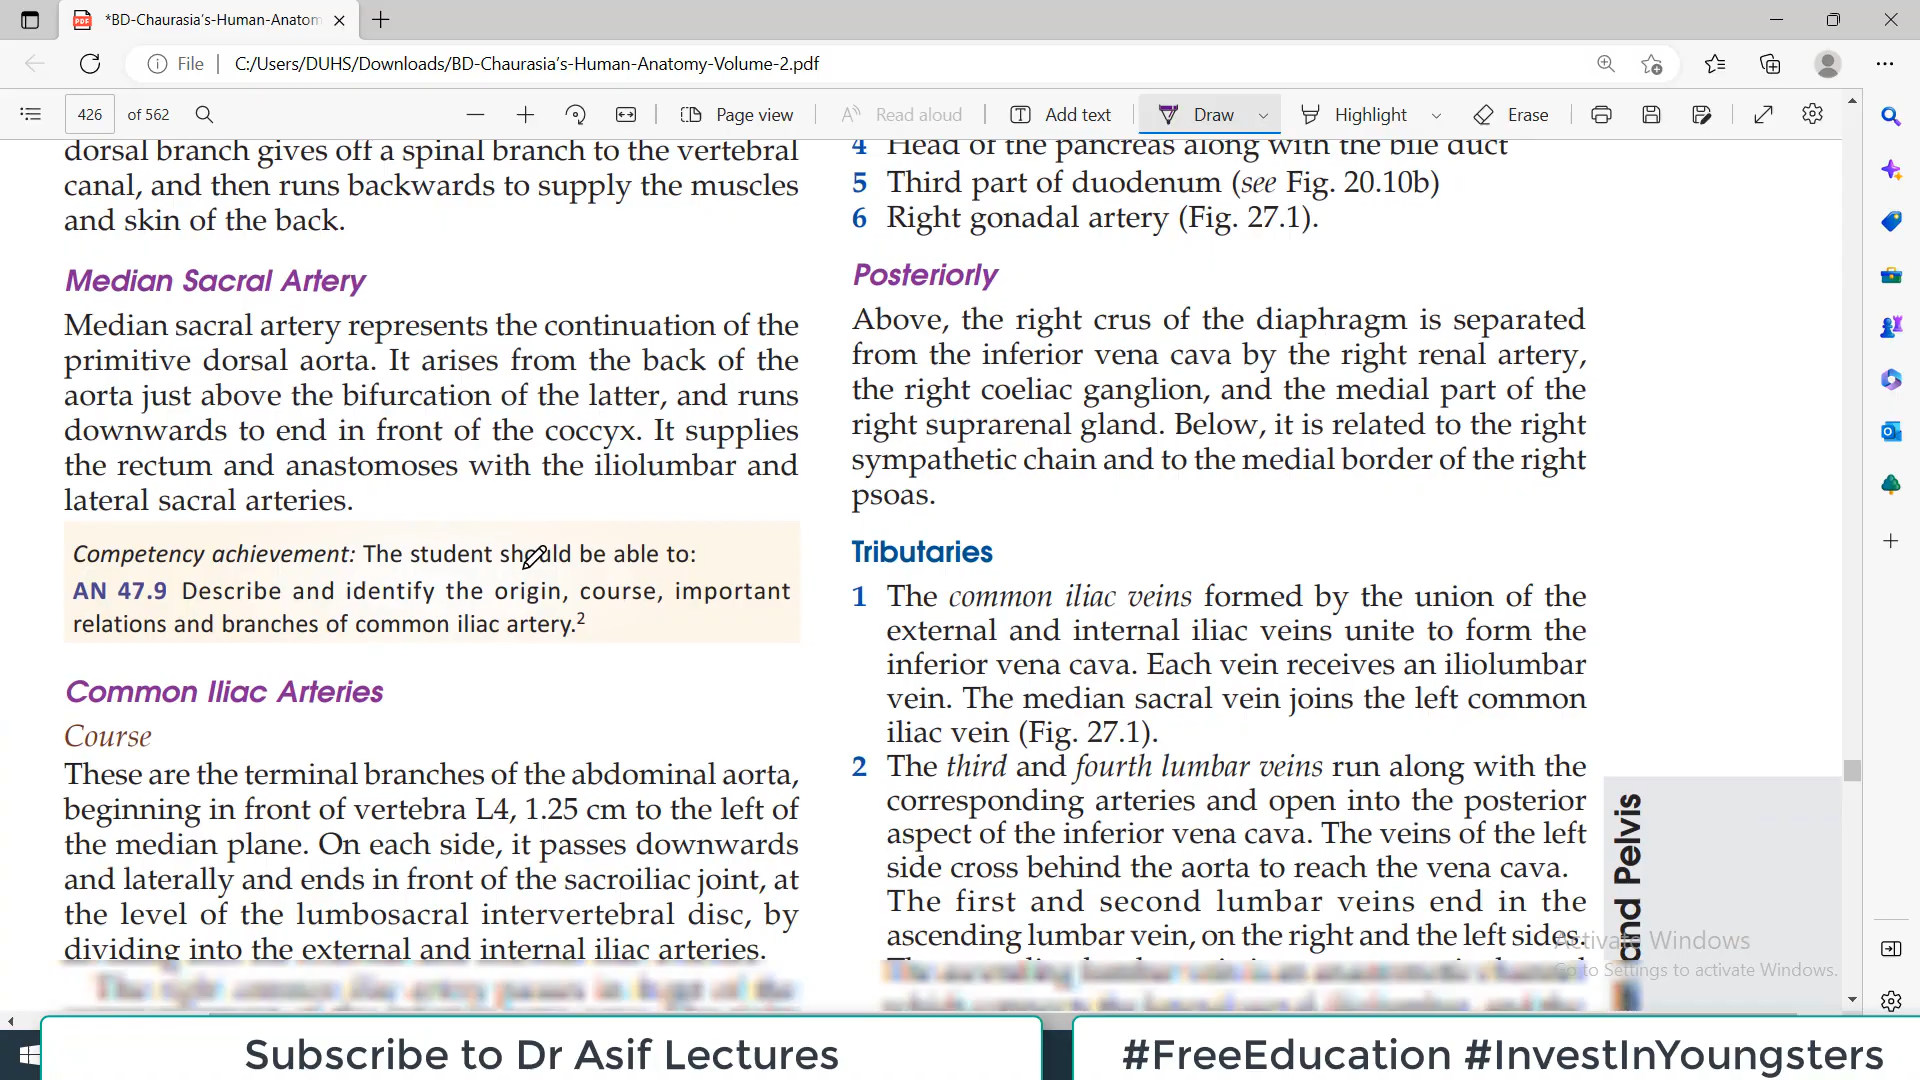 *BD-Chaurasia's-Human-Anatom
File
C:/Users/DUHS/Downloads/BD-Chaurasia's-Human-Anatomy-Volume-2.pdf
426 of 562
Page view
Read aloud
Add text
Draw
Highlight
Erase
dorsal branch gives off a spinal branch to the vertebral
canal, and then runs backwards to supply the muscles
and skin of the back.
Median Sacral Artery
Median sacral artery represents the continuation of the
primitive dorsal aorta. It arises from the back of the
aorta just above the bifurcation of the latter, and runs
downwards to end in front of the coccyx. It supplies
the rectum and anastomoses with the iliolumbar and
lateral sacral arteries.
Competency achievement: The student should be able to:
AN 47.9 Describe and identify the origin, course, important
relations and branches of common iliac artery.²
Common Iliac Arteries
Course
These are the terminal branches of the abdominal aorta,
beginning in front of vertebra L4, 1.25 cm to the left of
the median plane. On each side, it passes downwards
and laterally and ends in front of the sacroiliac joint, at
the level of the lumbosacral intervertebral disc, by
dividing into the external and internal iliac arteries.
4 Head of the pancreas along with the bile duct
5 Third part of duodenum (see Fig. 20.10b)
6 Right gonadal artery (Fig. 27.1).
Posteriorly
Above, the right crus of the diaphragm is separated
from the inferior vena cava by the right renal artery,
the right coeliac ganglion, and the medial part of the
right suprarenal gland. Below, it is related to the right
sympathetic chain and to the medial border of the right
psoas.
Tributaries
1 The common iliac veins formed by the union of the
external and internal iliac veins unite to form the
inferior vena cava. Each vein receives an iliolumbar
vein. The median sacral vein joins the left common
iliac vein (Fig. 27.1).
2 The third and fourth lumbar veins run along with the
corresponding arteries and open into the posterior
aspect of the inferior vena cava. The veins of the left
side cross behind the aorta to reach the vena cava.
The first and second lumbar veins end in the
ascending lumbar vein, on the right and the left sides.
and Pelvis
Activate Windows
Go to Settings to activate Windows.
Subscribe to Dr Asif Lectures
#FreeEducation #InvestInYoungsters